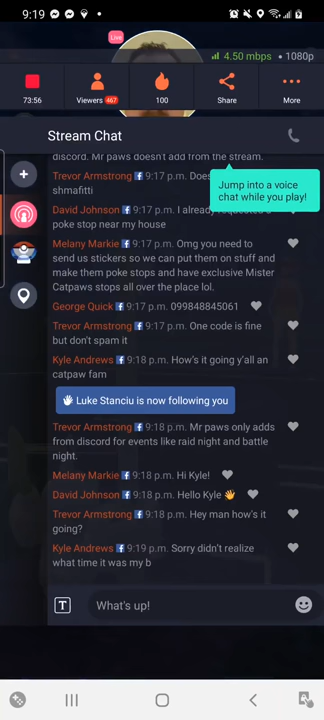 9:19
Live
4.50 mbps • 1080p
73:56
Viewers 467
100
Share
More
Stream Chat
discord. Mr paws doesn't add from the stream.
Trevor Armstrong 9:17 p.m. Does
shmafitti
Jump into a voice
chat while you play!
David Johnson 9:17 p.m. I already requested a
poke stop near my house
Melany Markie 9:17 p.m. Omg you need to
send us stickers so we can put them on stuff and
make them poke stops and have exclusive Mister
Catpaws stops all over the place lol.
George Quick 9:17 p.m. 099848845061
Trevor Armstrong 9:17 p.m. One code is fine
but don't spam it
Kyle Andrews 9:18 p.m. How's it going y'all an
catpaw fam
Luke Stanciu is now following you
Trevor Armstrong 9:18 p.m. Mr paws only adds
from discord for events like raid night and battle
night.
Melany Markie 9:18 p.m. Hi Kyle!
David Johnson 9:18 p.m. Hello Kyle 👋
Trevor Armstrong 9:18 p.m. Hey man how's it
going?
Kyle Andrews 9:19 p.m. Sorry didn't realize
what time it was my b
T
What's up!